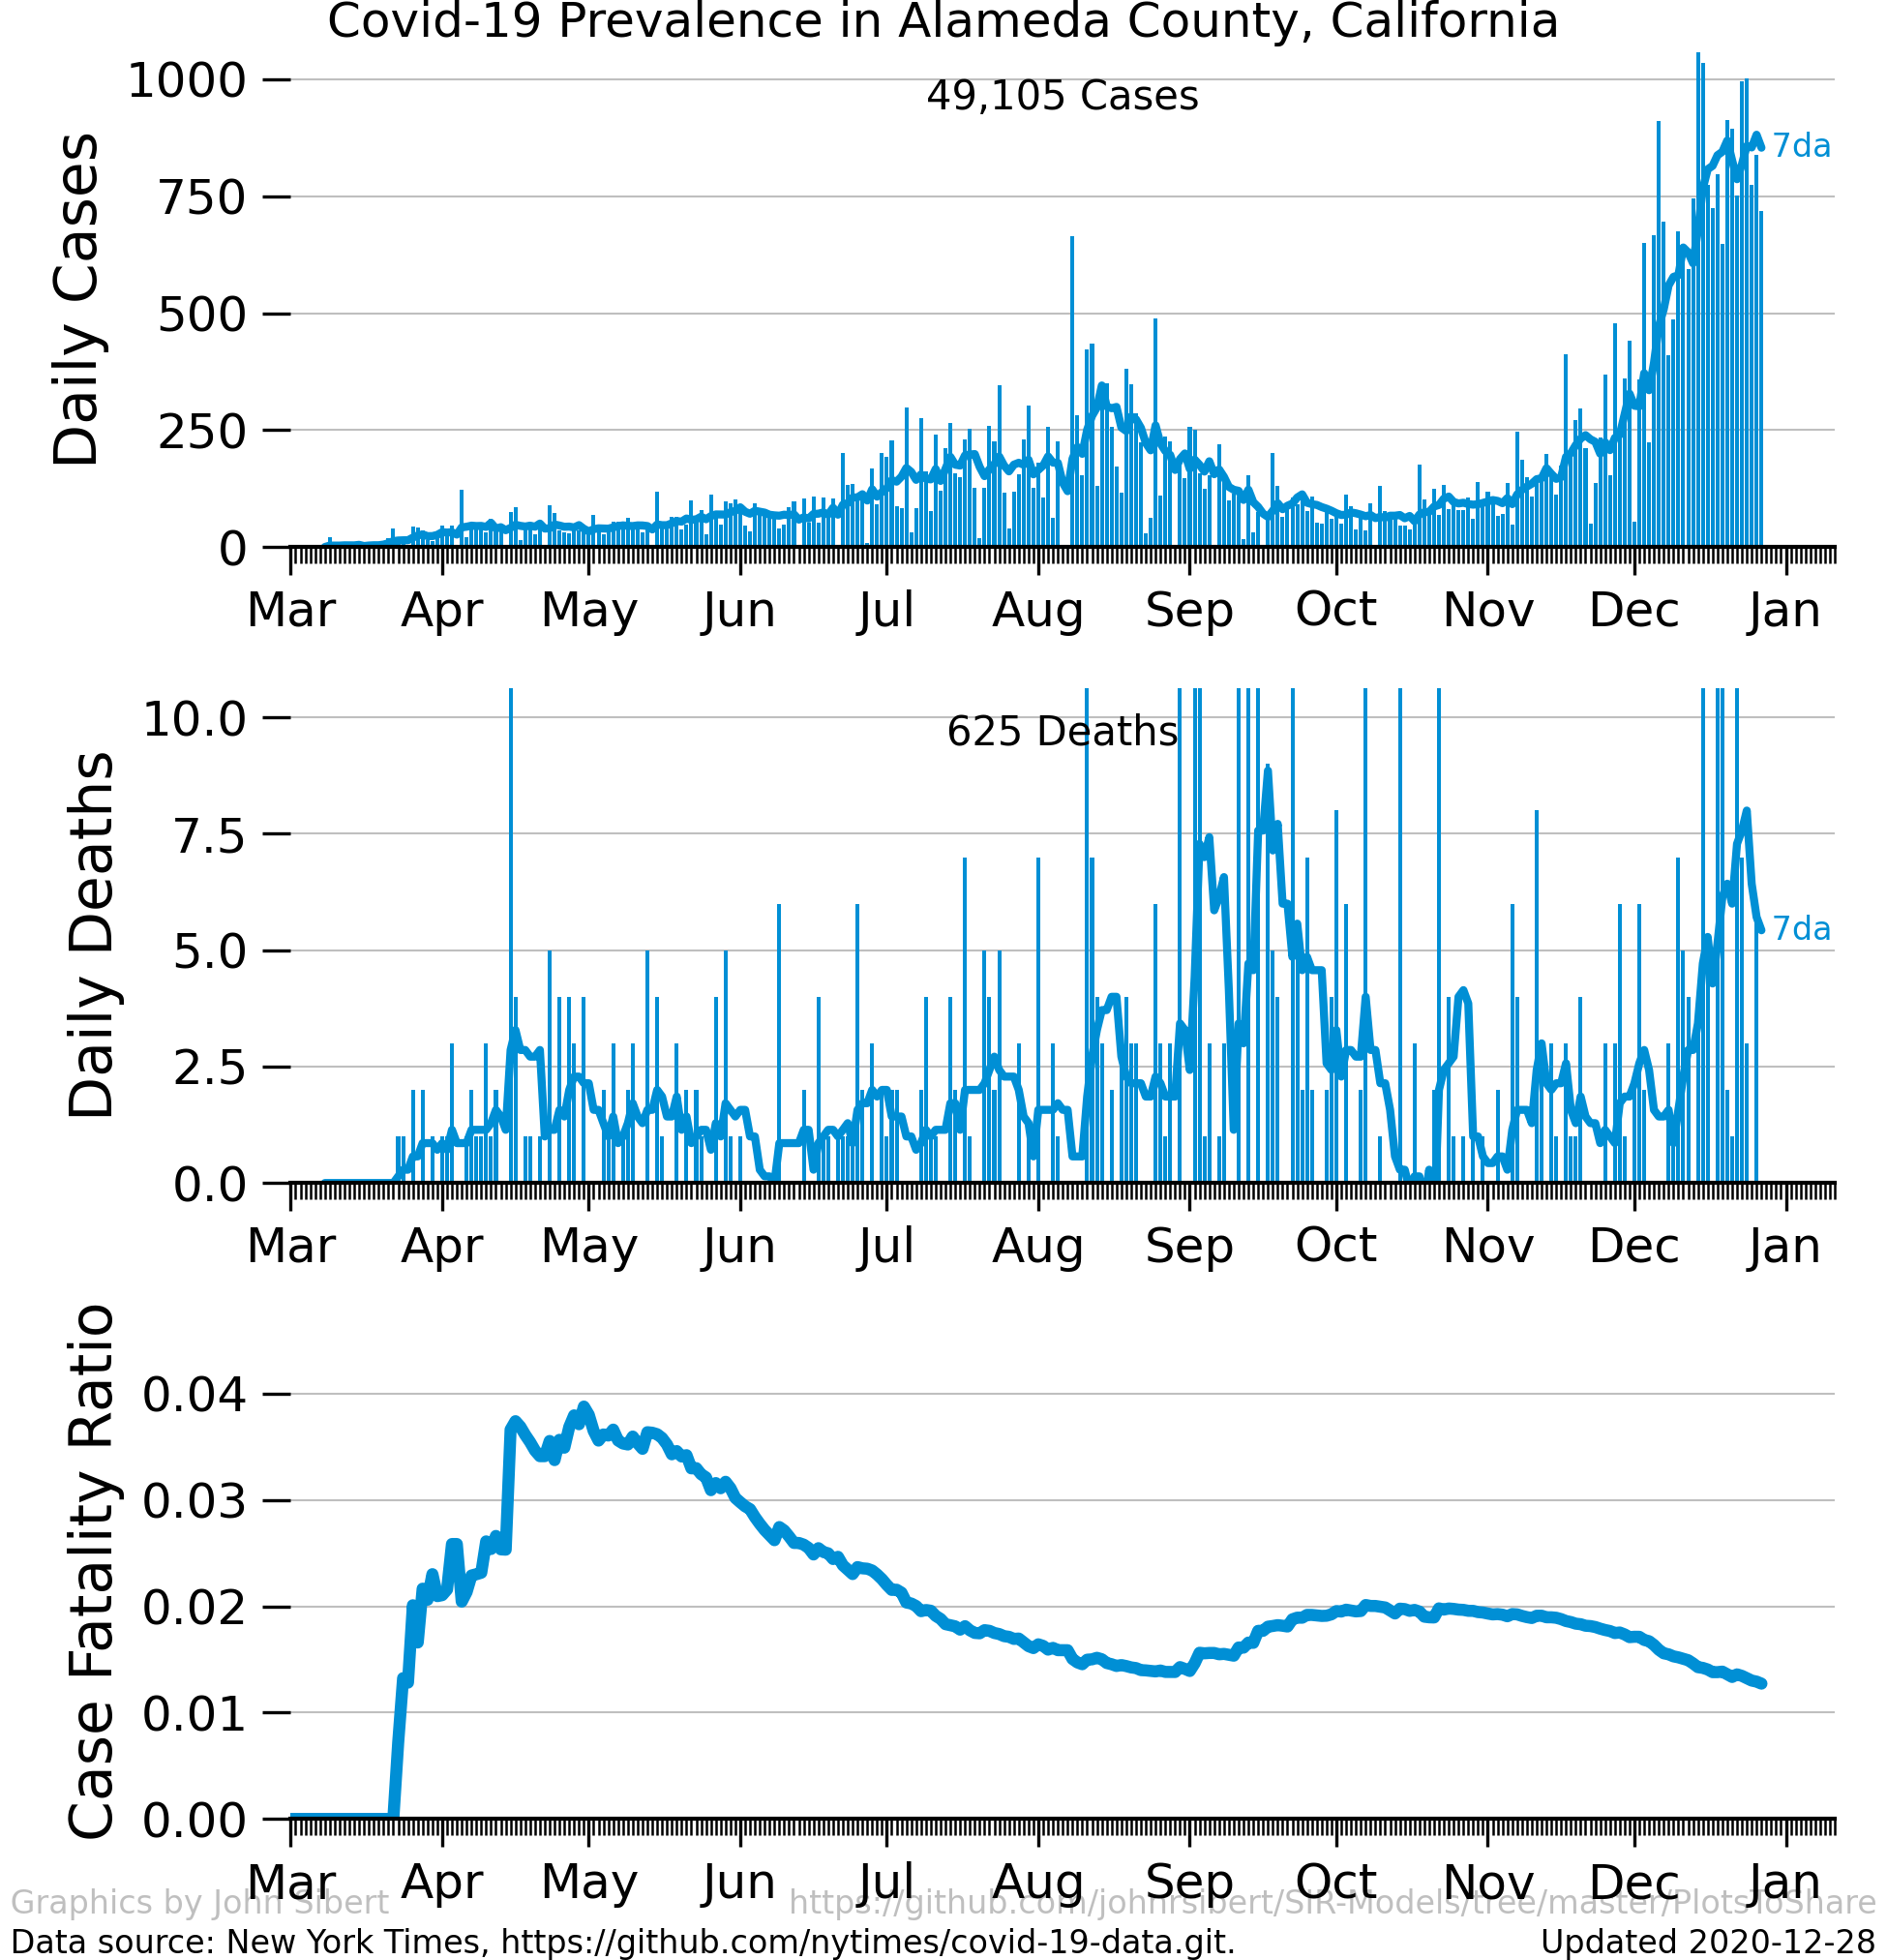 Covid-19 Prevalence in Alameda County, California
Daily Cases
1000
750
500
250
0
49,105 Cases
7da
Mar Apr May Jun Jul Aug Sep Oct Nov Dec Jan
Daily Deaths
10.0
7.5
5.0
2.5
0.0
625 Deaths
7da
Mar Apr May Jun Jul Aug Sep Oct Nov Dec Jan
Case Fatality Ratio
0.04
0.03
0.02
0.01
0.00
Mar Apr May Jun Jul Aug Sep Oct Nov Dec Jan
Graphics by John Sibert https://github.com/johnrsibert/SIR-Models/tree/master/PlotsToShare
Data source: New York Times, https://github.com/nytimes/covid-19-data.git. Updated 2020-12-28